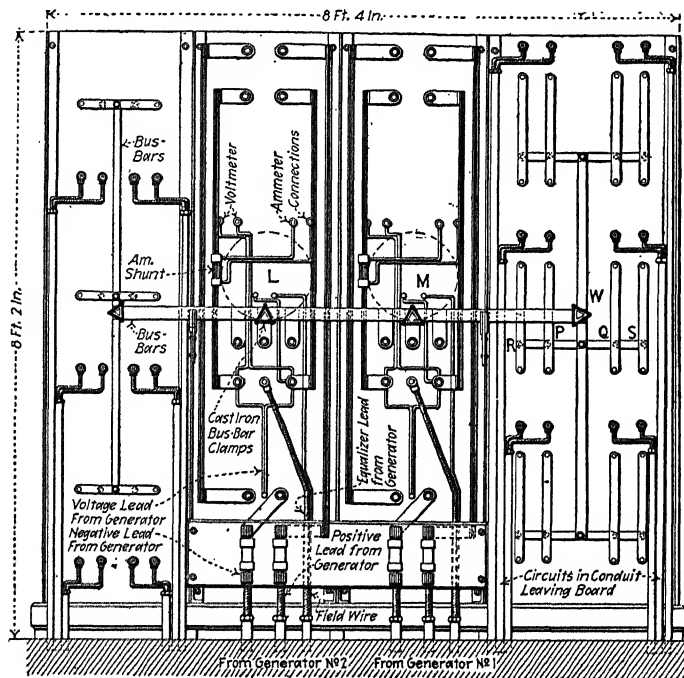 8 Ft. 4 In.
8 Ft. 2 In.
Bus-
Bars
Voltmeter
Ammeter
Connections
Am.
Shunt
L
M
W
Bus-
Bars
R
P
Q
S
Cast Iron
Bus-Bar
Clamps
Equalizer Lead
from
Generator
Voltage Lead
From Generator
Negative Lead
From Generator
Positive
Lead from
Generator
Circuits in Conduit
Leaving Board
Field Wire
From Generator Nº2
From Generator Nº1